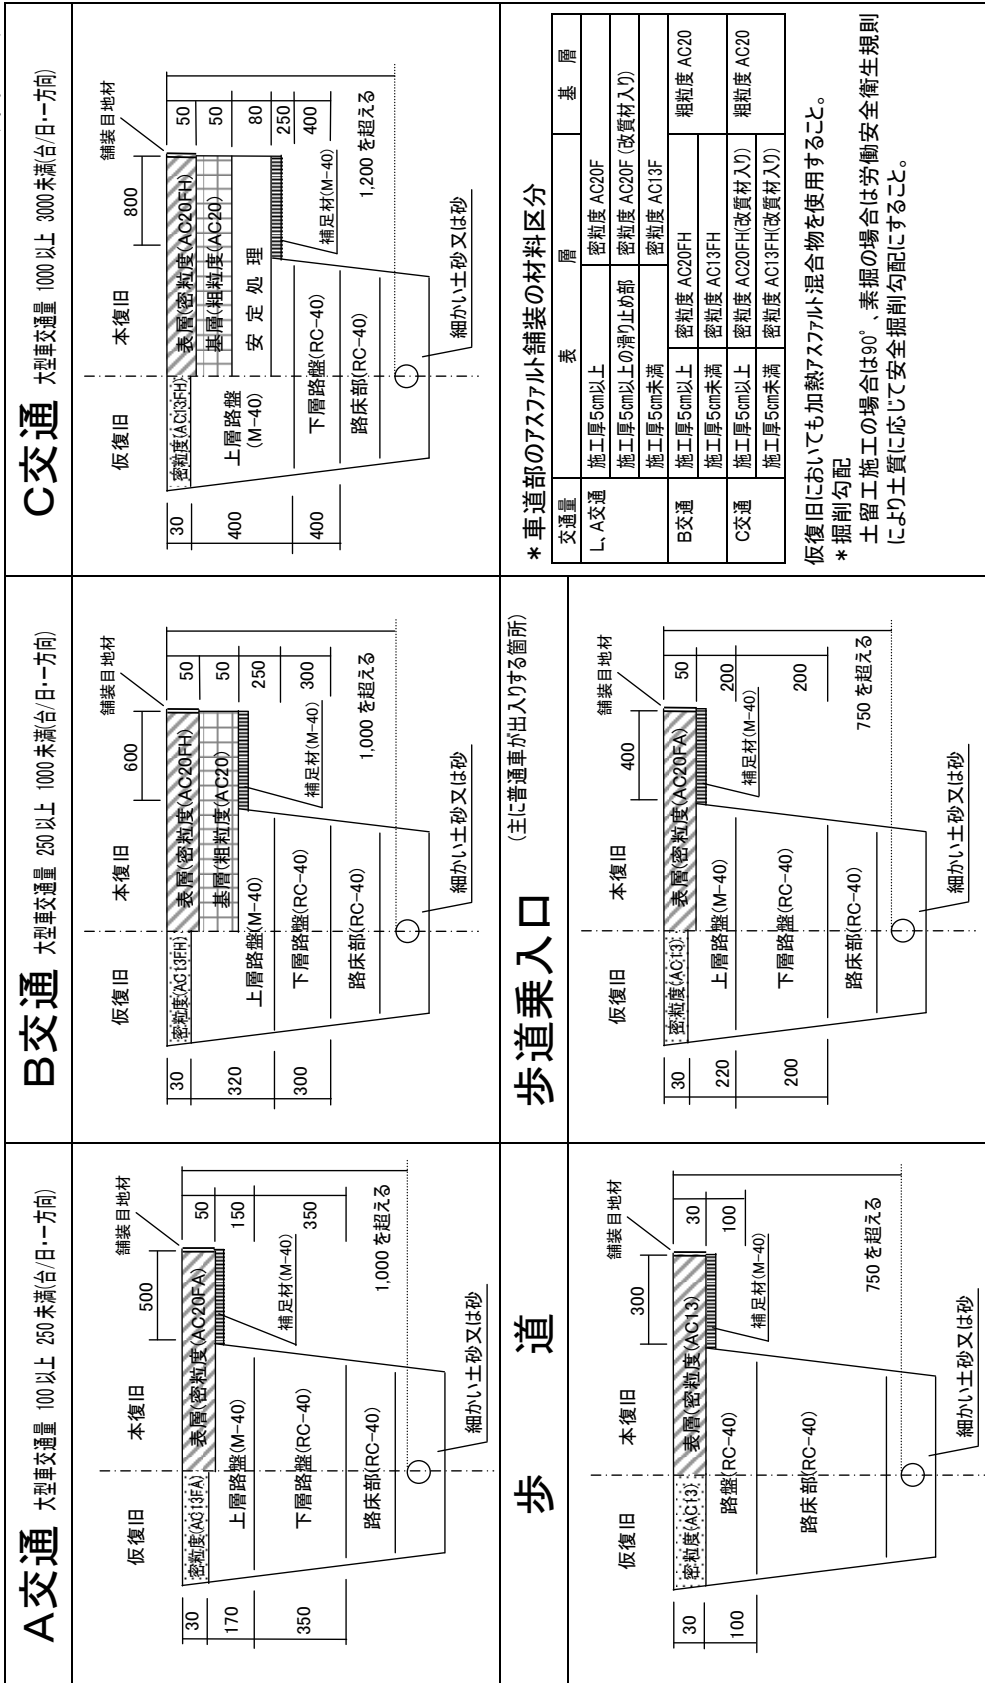 A交通 大型車交通量 100 以上 250 未満(台/日・一方向)
仮復旧
本復旧
舗装目地材
500
密粒度(AC13FA)
表層(密粒度(AC20FA)
上層路盤(M-40)
下層路盤(RC-40)
路床部(RC-40)
補足材(M-40)
30
170
350
50
150
350
1,000 を超える
細かい土砂又は砂
B交通 大型車交通量 250 以上 1000 未満(台/日・一方向)
仮復旧
本復旧
舗装目地材
600
密粒度(AC13FH)
表層(密粒度(AC20FH)
基層(粗粒度(AC20)
上層路盤(M-40)
下層路盤(RC-40)
路床部(RC-40)
補足材(M-40)
30
320
300
50
50
250
300
1,000 を超える
細かい土砂又は砂
C交通 大型車交通量 1000 以上 3000 未満(台/日・一方向)
仮復旧
本復旧
舗装目地材
800
密粒度(AC13FH)
表層(密粒度(AC20FH)
基層(粗粒度(AC20)
安 定 処 理
上層路盤
(M-40)
下層路盤(RC-40)
路床部(RC-40)
補足材(M-40)
30
400
400
50
50
80
250
400
1,200 を超える
細かい土砂又は砂
歩 道
仮復旧
本復旧
舗装目地材
300
密粒度(AC13)
表層(密粒度(AC13)
路盤(RC-40)
路床部(RC-40)
補足材(M-40)
30
100
30
100
750 を超える
細かい土砂又は砂
歩道乗入口 (主に普通車が出入りする箇所)
仮復旧
本復旧
舗装目地材
400
密粒度(AC13)
表層(密粒度(AC20FA)
上層路盤(M-40)
下層路盤(RC-40)
路床部(RC-40)
補足材(M-40)
30
220
200
50
200
200
750 を超える
細かい土砂又は砂
*車道部のアスファルト舗装の材料区分
交通量 表 層 基 層
L、A交通 施工厚5cm以上 密粒度 AC20F
施工厚5cm以上の滑り止め部 密粒度 AC20F (改質材入り)
施工厚5cm未満 密粒度 AC13F
B交通 施工厚5cm以上 密粒度 AC20FH 粗粒度 AC20
施工厚5cm未満 密粒度 AC13FH
C交通 施工厚5cm以上 密粒度 AC20FH(改質材入り) 粗粒度 AC20
施工厚5cm未満 密粒度 AC13FH(改質材入り)
仮復旧においても加熱アスファルト混合物を使用すること。
*掘削勾配
土留工施工の場合は90°、素掘の場合は労働安全衛生規則
により土質に応じて安全掘削勾配にすること。